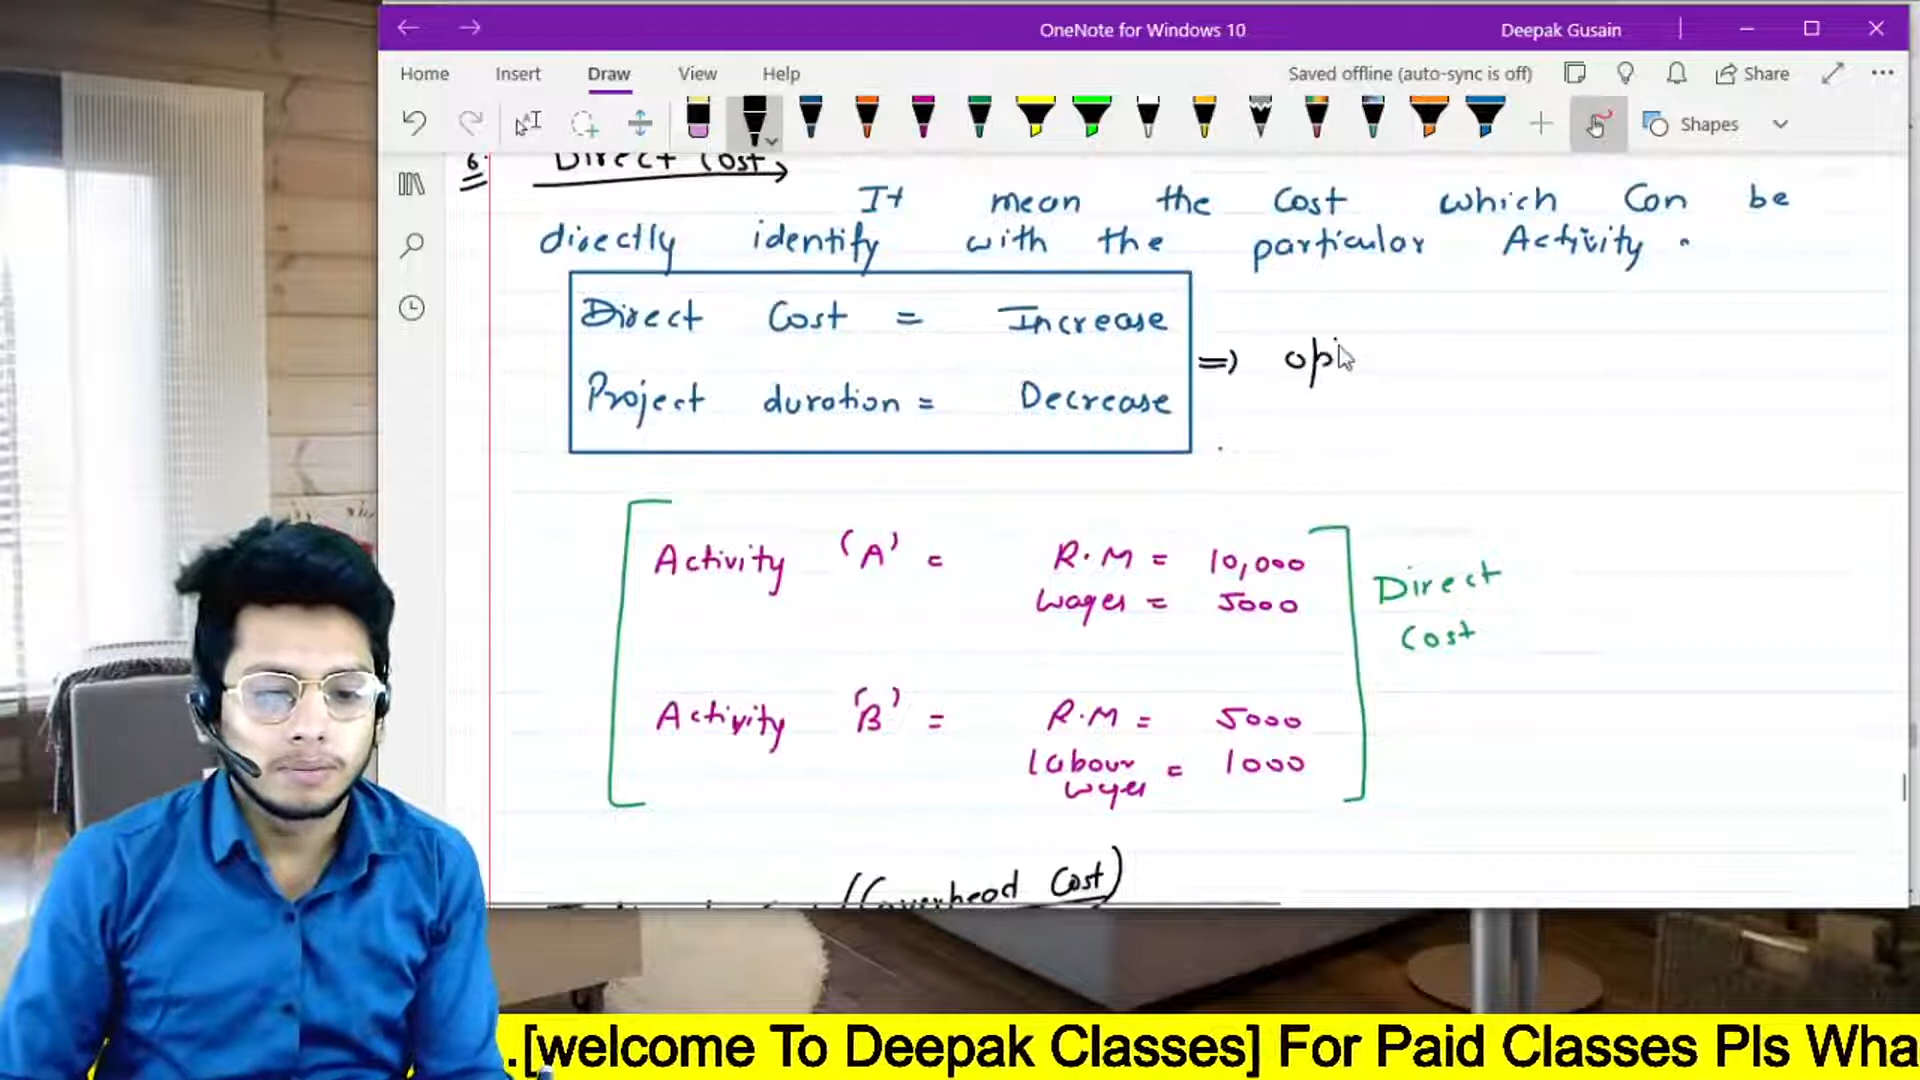 OneNote for Windows 10
Deepak Gusain
Home Insert Draw View Help
Saved offline (auto-sync is off) Share
Shapes
6. Direct Cost
It mean the Cost which Can be
directly identify with the particular Activity.
Direct Cost = Increase
Project duration = Decrease
=> opp
Activity 'A' = R.M = 10,000
wages = 5000
Direct
Cost
Activity 'B' = R.M = 5000
labour = 1000
wages
(Overhead Cost)
.[welcome To Deepak Classes] For Paid Classes Pls Wha